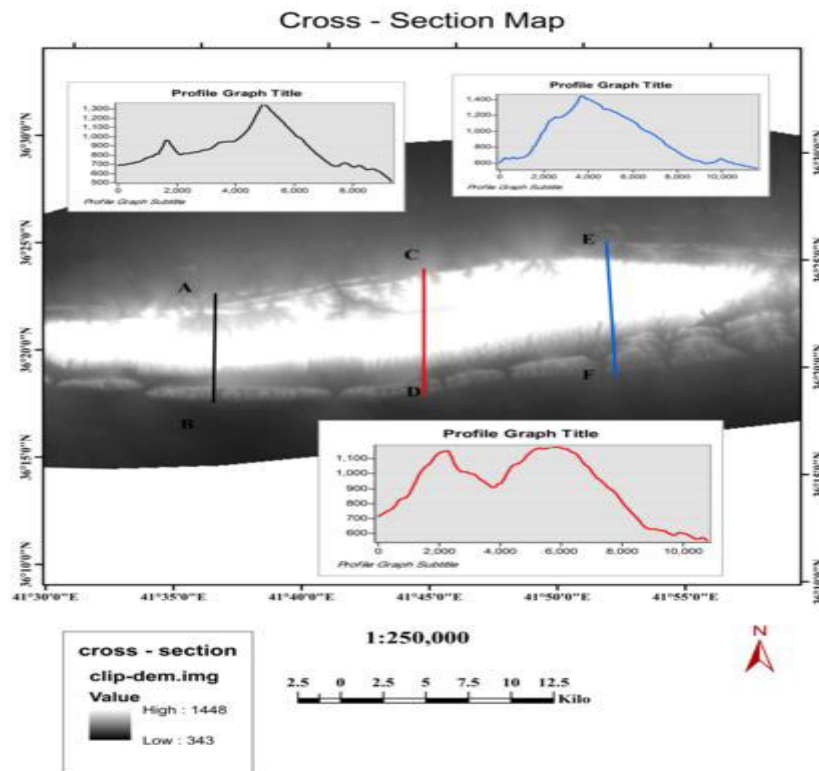 Cross - Section Map
Profile Graph Title
1,300
1,200
1,100
1,000
900
800
700
600
500
0
2,000
4,000
6,000
8,000
Profile Graph Subtitle
Profile Graph Title
1,400
1,200
1,000
800
600
0
2,000
4,000
6,000
8,000
10,000
Profile Graph Subtitle
36°30'0"N
36°25'0"N
36°20'0"N
36°15'0"N
36°10'0"N
A
B
C
D
E
F
Profile Graph Title
1,100
1,000
900
800
700
600
0
2,000
4,000
6,000
8,000
10,000
Profile Graph Subtitle
41°30'0"E
41°35'0"E
41°40'0"E
41°45'0"E
41°50'0"E
41°55'0"E
cross - section
clip-dem.img
Value
High : 1448
Low : 343
1:250,000
2.5 0 2.5 5 7.5 10 12.5
Kilo
N